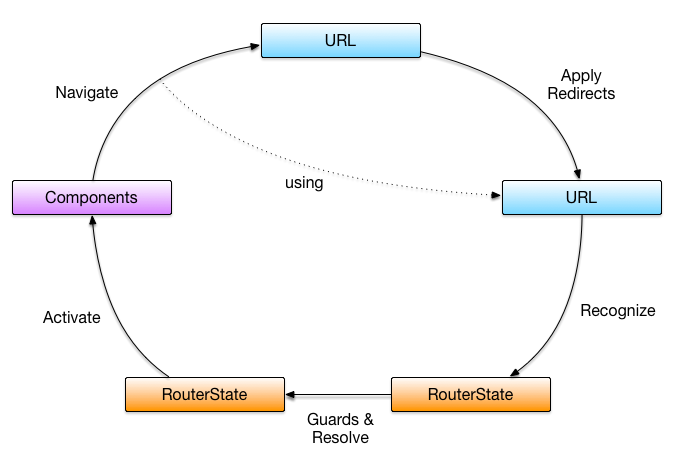 URL
Apply
Redirects
Navigate
using
Components
URL
Recognize
Activate
RouterState
RouterState
Guards &
Resolve